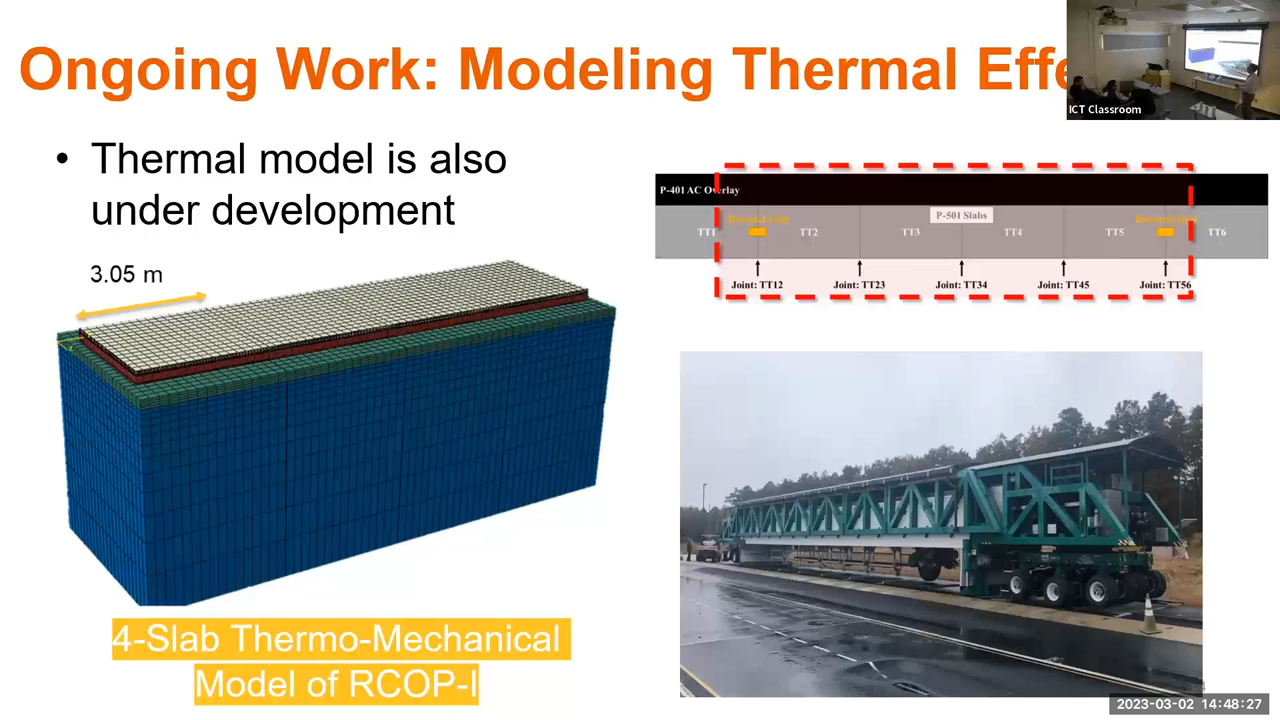 Ongoing Work: Modeling Thermal Effe
ICT Classroom
• Thermal model is also
under development
3.05 m
P-401 AC Overlay
P-501 Slabs
TT1 TT2 TT3 TT4 TT5 TT6
Joint: TT12 Joint: TT23 Joint: TT34 Joint: TT45 Joint: TT56
4-Slab Thermo-Mechanical
Model of RCOP-I
2023-03-02 14:48:27